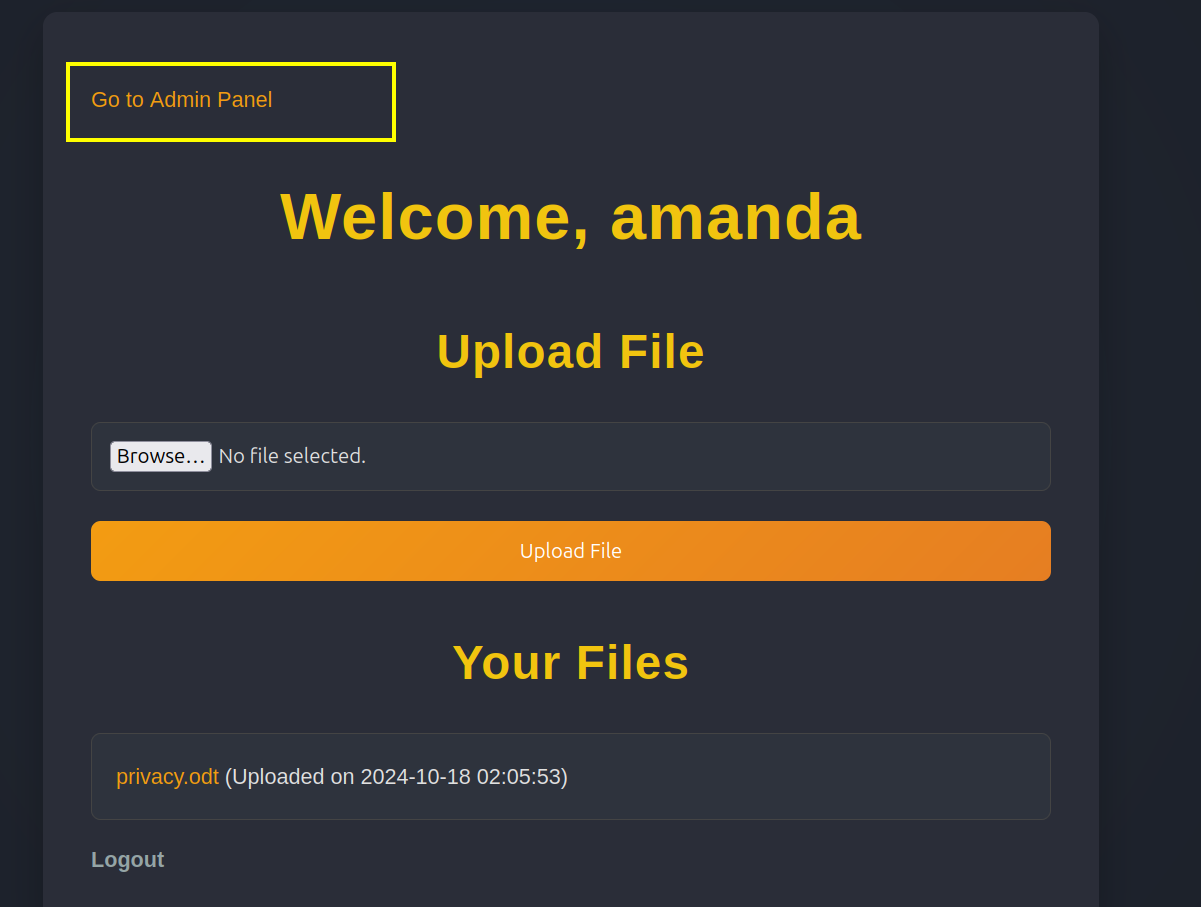 Go to Admin Panel
Welcome, amanda
Upload File
Browse... No file selected.
Upload File
Your Files
privacy.odt (Uploaded on 2024-10-18 02:05:53)
Logout